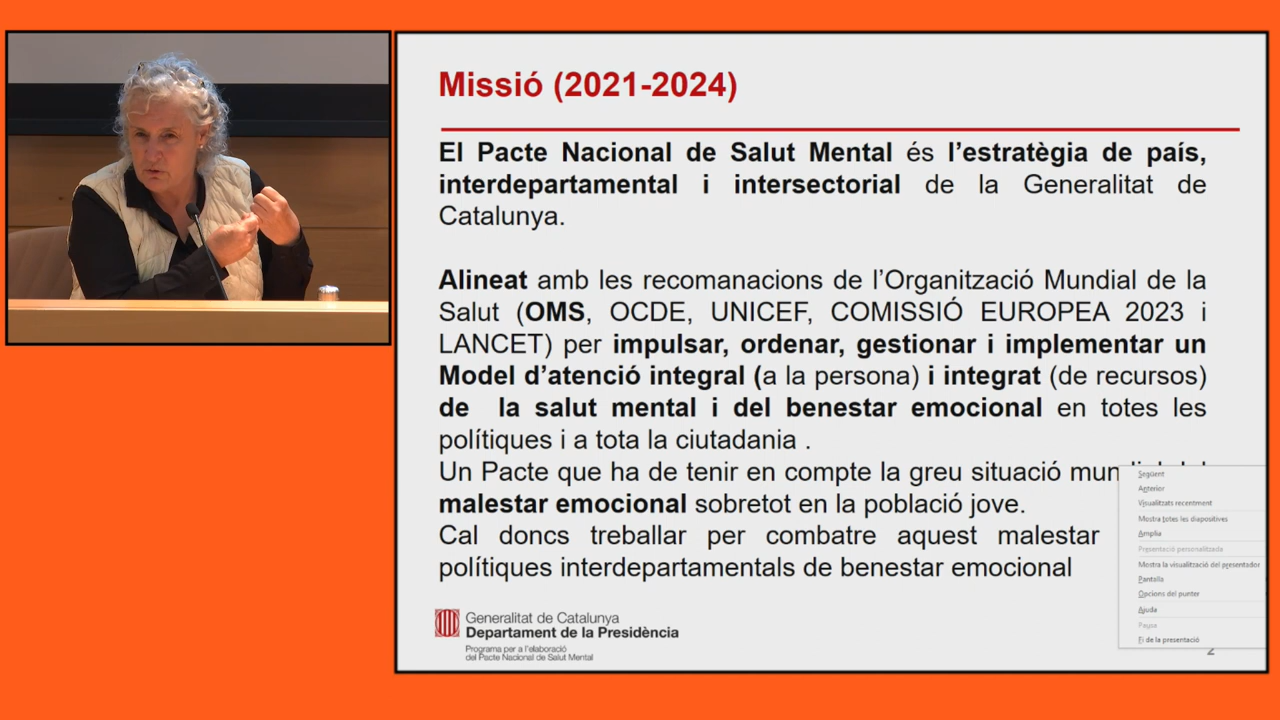 Missió (2021-2024)
El Pacte Nacional de Salut Mental és l’estratègia de país,
interdepartamental i intersectorial de la Generalitat de
Catalunya.
Alineat amb les recomanacions de l’Organització Mundial de la
Salut (OMS, OCDE, UNICEF, COMISSIÓ EUROPEA 2023 i
LANCET) per impulsar, ordenar, gestionar i implementar un
Model d’atenció integral (a la persona) i integrat (de recursos)
de la salut mental i del benestar emocional en totes les
polítiques i a tota la ciutadania .
Un Pacte que ha de tenir en compte la greu situació
malestar emocional sobretot en la població jove.
Cal doncs treballar per combatre aquest malestar
polítiques interdepartamentals de benestar emocional
Següent
Anterior
Visualitzats recentment
Mostra totes les diapositives
Amplia
Presentació personalitzada
Mostra la visualització del presentador
Pantalla
Opcions del punter
Ajuda
Pausa
Fi de la presentació
Generalitat de Catalunya
Departament de la Presidència
Programa per a l'elaboració
del Pacte Nacional de Salut Mental
2